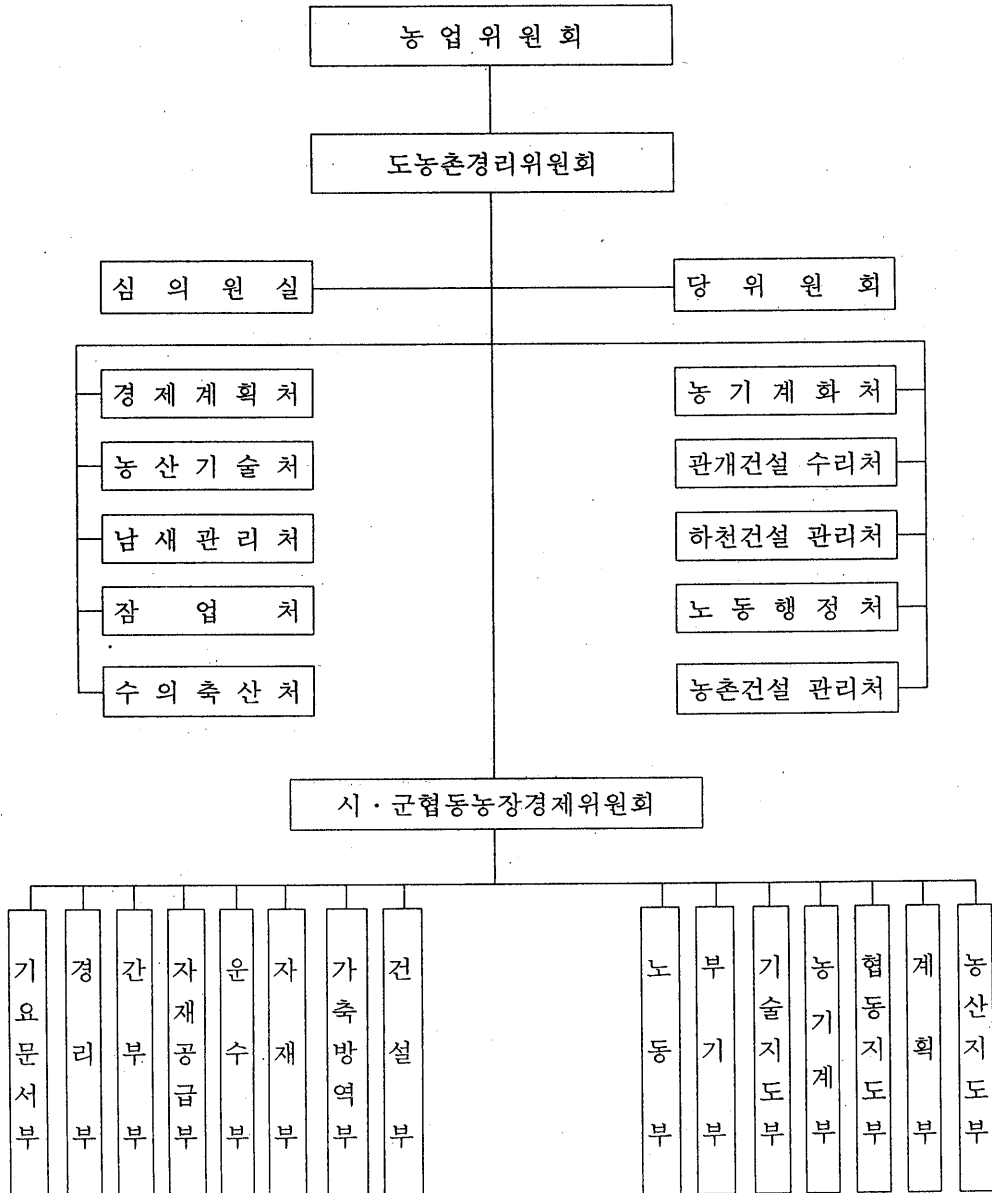 농업위원회
도농촌경리위원회
심의원실
당위원회
경제계획처
농기계화처
농산기술처
관개건설 수리처
남새관리처
하천건설 관리처
잠업처
노동행정처
수의축산처
농촌건설 관리처
시·군협동농장경제위원회
기요문서부
경리부
간부부
자재공급부
운수부
자재부
가축방역부
건설부
노동부
부기부
기술지도부
농기계부
협동지도부
계획부
농산지도부